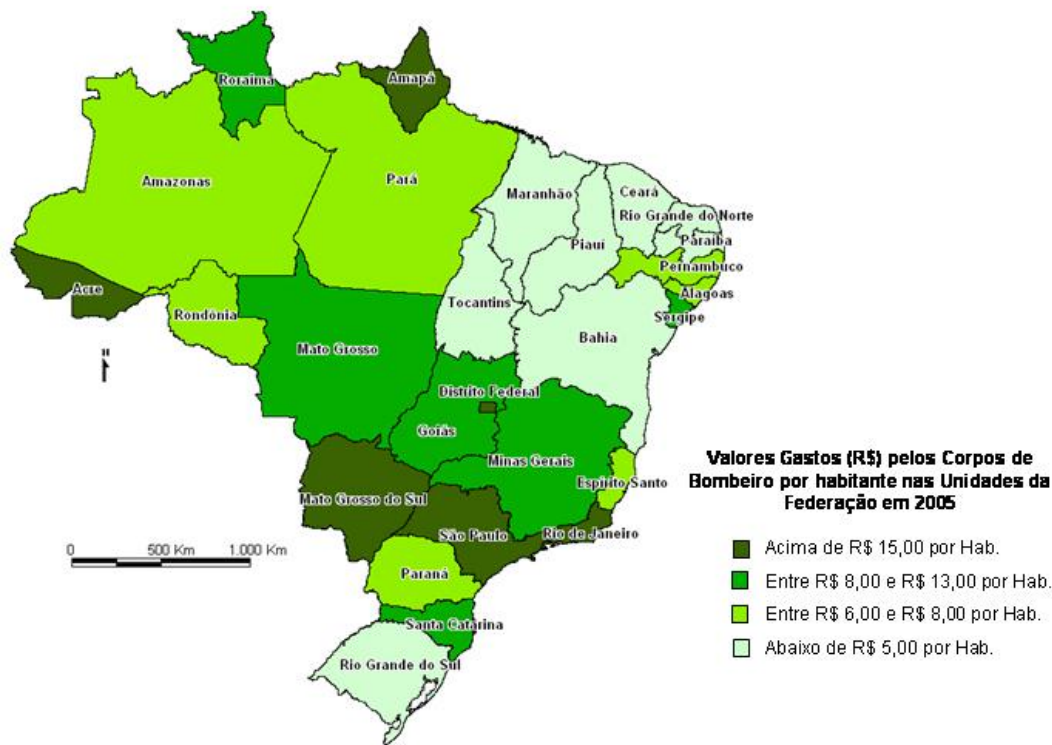 Roraima
Amapá
Amazonas
Pará
Maranhão
Ceará
Rio Grande do Norte
Paraíba
Piauí
Pernambuco
Alagoas
Sergipe
Acre
Rondônia
Tocantins
Bahia
Mato Grosso
N
Distrito Federal
Goiás
Minas Gerais
Espírito Santo
Mato Grosso do Sul
São Paulo
Rio de Janeiro
0 500 Km 1.000 Km
Paraná
Santa Catarina
Rio Grande do Sul
Valores Gastos (R$) pelos Corpos de
Bombeiro por habitante nas Unidades da
Federação em 2005
Acima de R$ 15,00 por Hab.
Entre R$ 8,00 e R$ 13,00 por Hab.
Entre R$ 6,00 e R$ 8,00 por Hab.
Abaixo de R$ 5,00 por Hab.